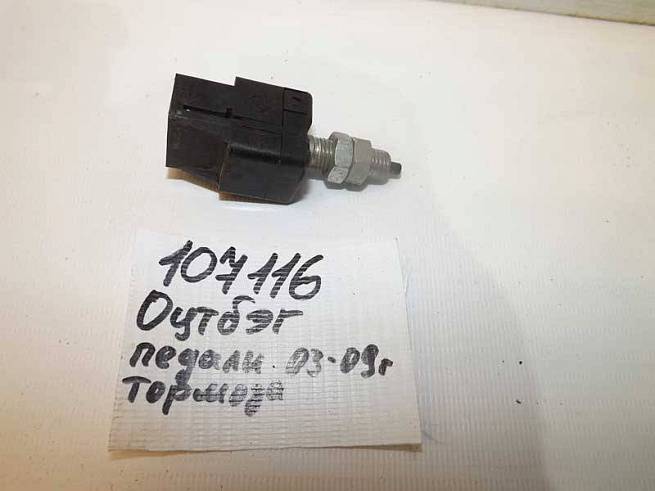 107116
Оутбэг
педали 03-09г
тормоза